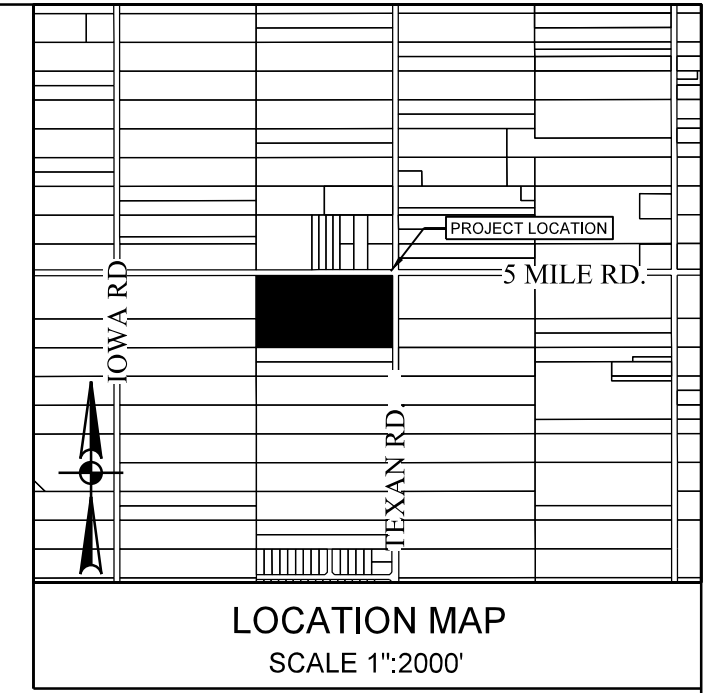 PROJECT LOCATION
5 MILE RD.
IOWA RD
TEXAN RD.
LOCATION MAP
SCALE 1":2000'